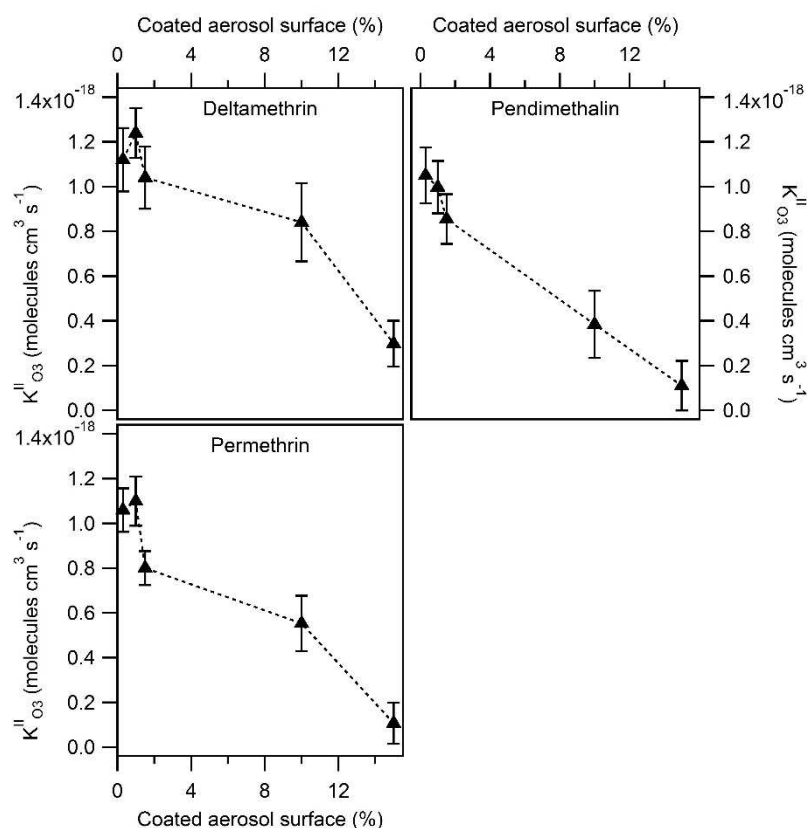 Coated aerosol surface (%)
0 4 8 12
Coated aerosol surface (%)
0 4 8 12
Deltamethrin
1.4x10⁻¹⁸
1.2
1.0
0.8
0.6
0.4
0.2
0.0
K^II_O3 (molecules cm³ s⁻¹)
Pendimethalin
1.4x10⁻¹⁸
1.2
1.0
0.8
0.6
0.4
0.2
0.0
K^II_O3 (molecules cm³ s⁻¹)
Permethrin
1.4x10⁻¹⁸
1.2
1.0
0.8
0.6
0.4
0.2
0.0
K^II_O3 (molecules cm³ s⁻¹)
0 4 8 12
Coated aerosol surface (%)